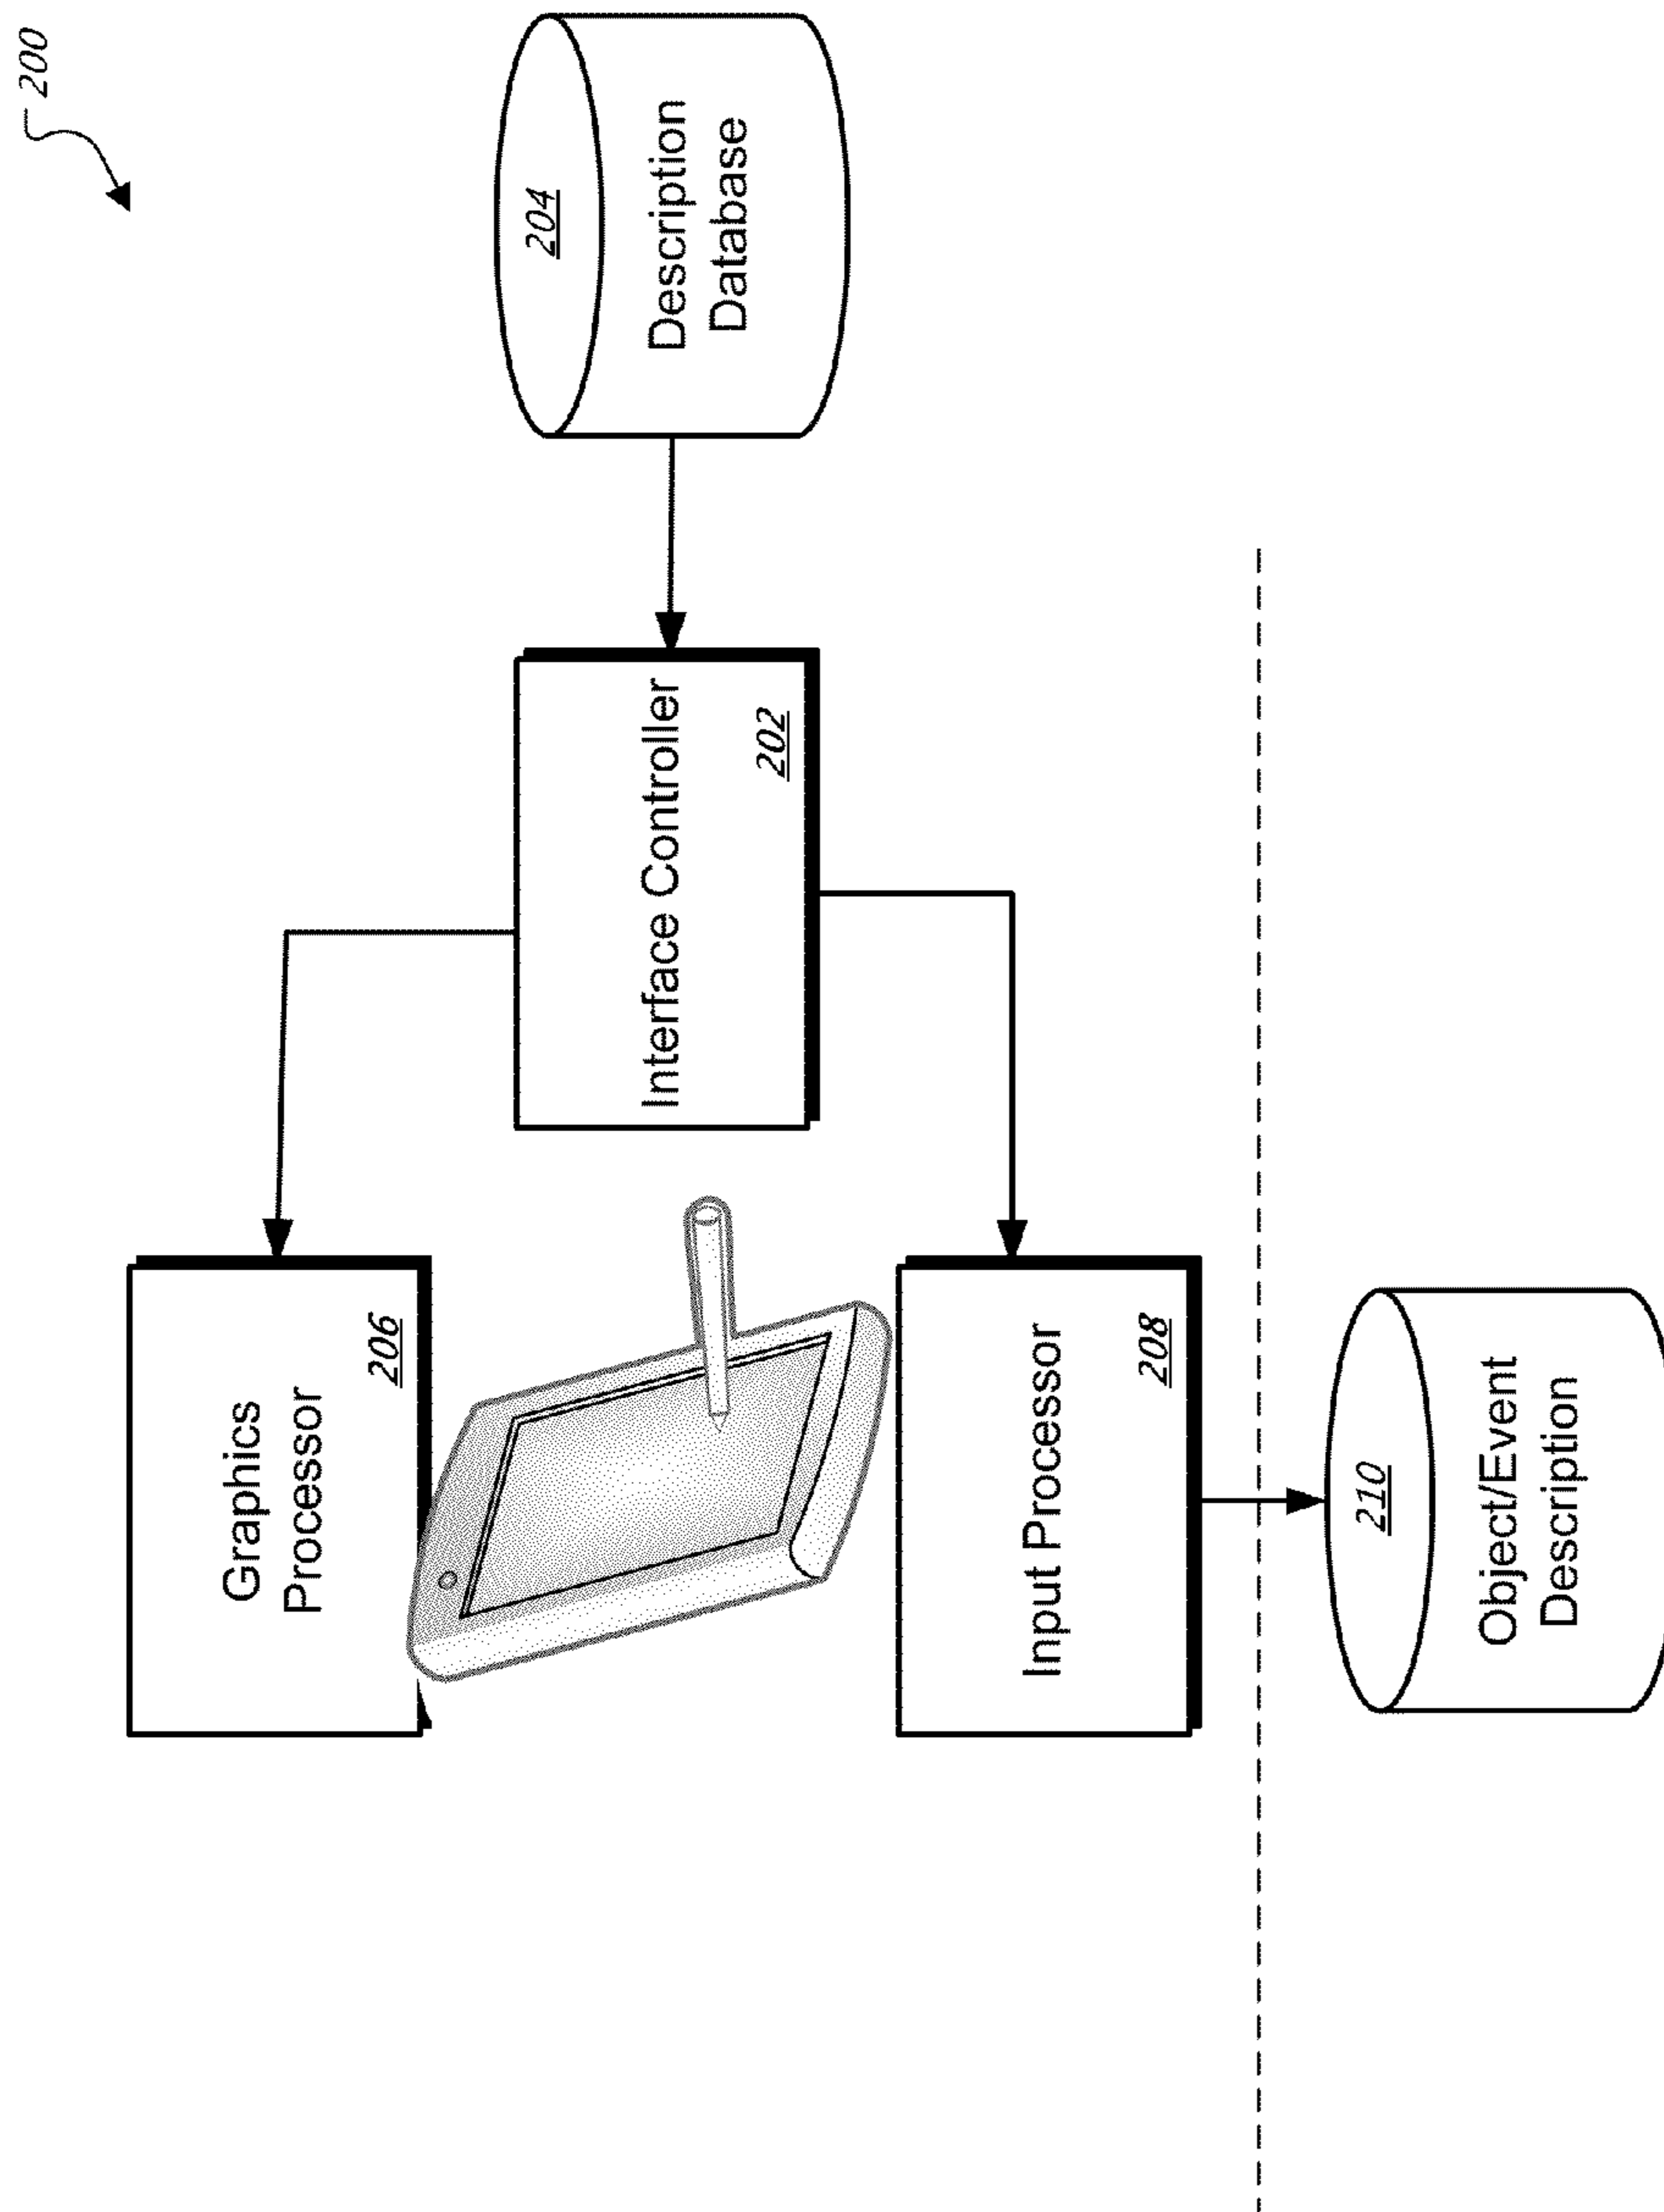 200
204
Description
Database
Interface Controller
202
Graphics
Processor
206
Input Processor
208
210
Object/Event
Description